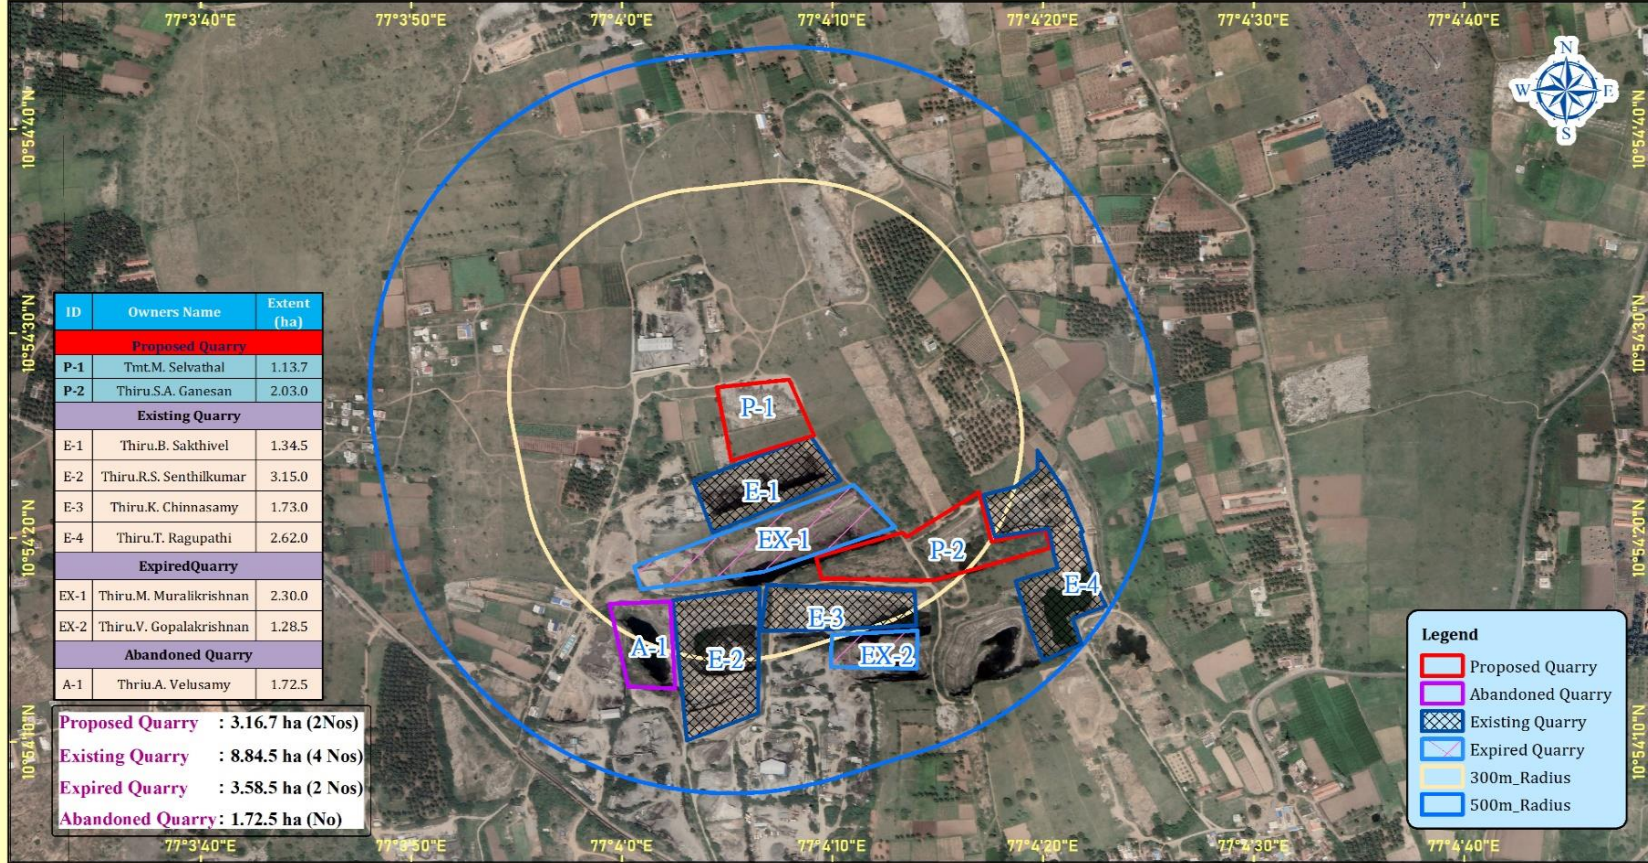 77°3'40"E 77°3'50"E 77°4'0"E 77°4'10"E 77°4'20"E 77°4'30"E 77°4'40"E
N
W E
S
10°54'40"N 10°54'40"N
10°54'30"N 10°54'30"N
10°54'20"N 10°54'20"N
10°54'10"N 10°54'10"N
ID Owners Name Extent (ha)
Proposed Quarry
P-1 Tmt.M. Selvathal 1.13.7
P-2 Thiru.S.A. Ganesan 2.03.0
Existing Quarry
E-1 Thiru.B. Sakthivel 1.34.5
E-2 Thiru.R.S. Senthilkumar 3.15.0
E-3 Thiru.K. Chinnasamy 1.73.0
E-4 Thiru.T. Ragupathi 2.62.0
ExpiredQuarry
EX-1 Thiru.M. Muralikrishnan 2.30.0
EX-2 Thiru.V. Gopalakrishnan 1.28.5
Abandoned Quarry
A-1 Thriu.A. Velusamy 1.72.5
Proposed Quarry : 3.16.7 ha (2Nos)
Existing Quarry : 8.84.5 ha (4 Nos)
Expired Quarry : 3.58.5 ha (2 Nos)
Abandoned Quarry : 1.72.5 ha (No)
P-1
E-1
EX-1
P-2
E-4
E-3
A-1
E-2
EX-2
Legend
Proposed Quarry
Abandoned Quarry
Existing Quarry
Expired Quarry
300m_Radius
500m_Radius
77°3'40"E 77°3'50"E 77°4'0"E 77°4'10"E 77°4'20"E 77°4'30"E 77°4'40"E